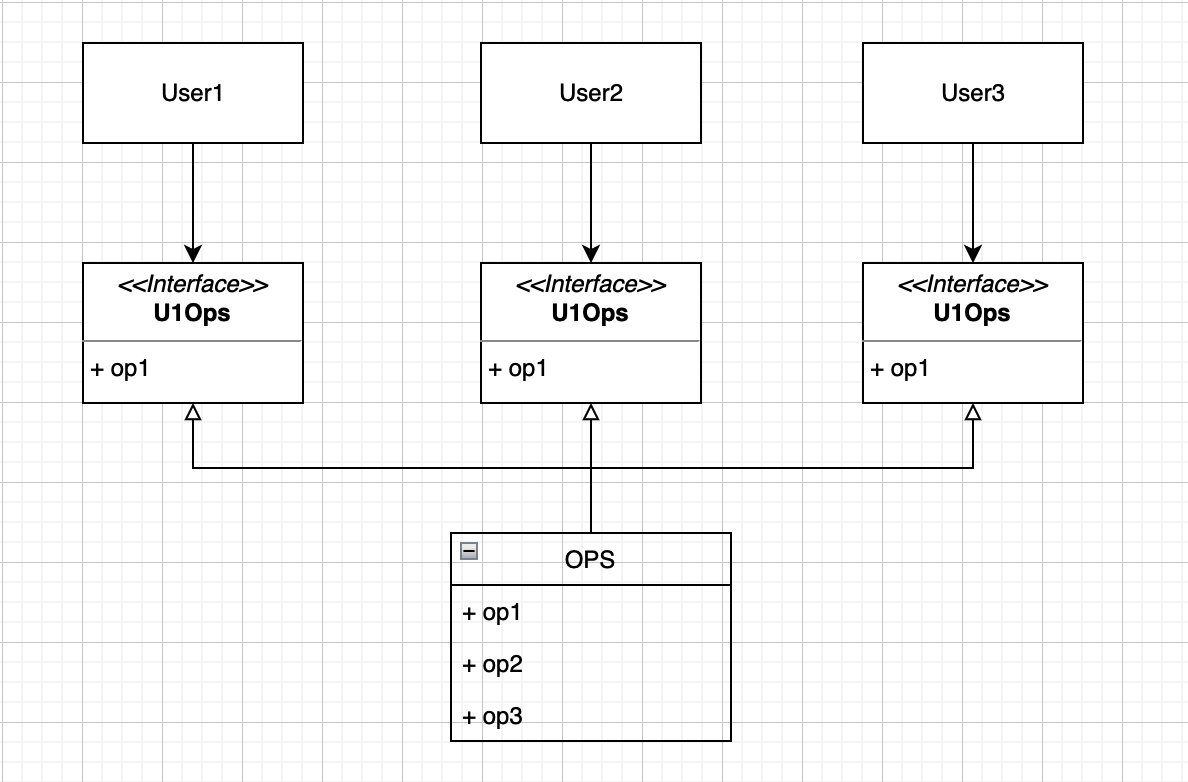 User1
User2
User3
<<Interface>>
U1Ops
+ op1
<<Interface>>
U1Ops
+ op1
<<Interface>>
U1Ops
+ op1
OPS
+ op1
+ op2
+ op3